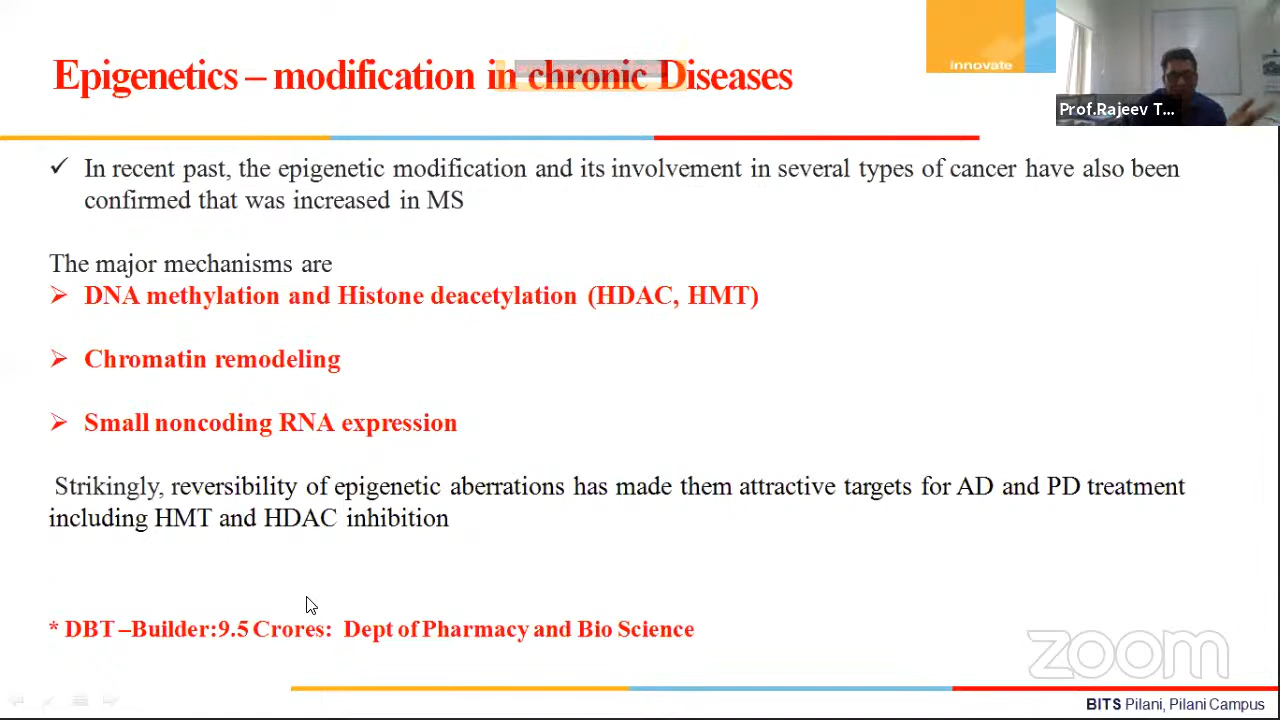 Epigenetics – modification in chronic Diseases
innovate
Prof.Rajeev T...
✓ In recent past, the epigenetic modification and its involvement in several types of cancer have also been
confirmed that was increased in MS
The major mechanisms are
➢ DNA methylation and Histone deacetylation (HDAC, HMT)
➢ Chromatin remodeling
➢ Small noncoding RNA expression
Strikingly, reversibility of epigenetic aberrations has made them attractive targets for AD and PD treatment
including HMT and HDAC inhibition
* DBT –Builder:9.5 Crores: Dept of Pharmacy and Bio Science
zoom
BITS Pilani, Pilani Campus